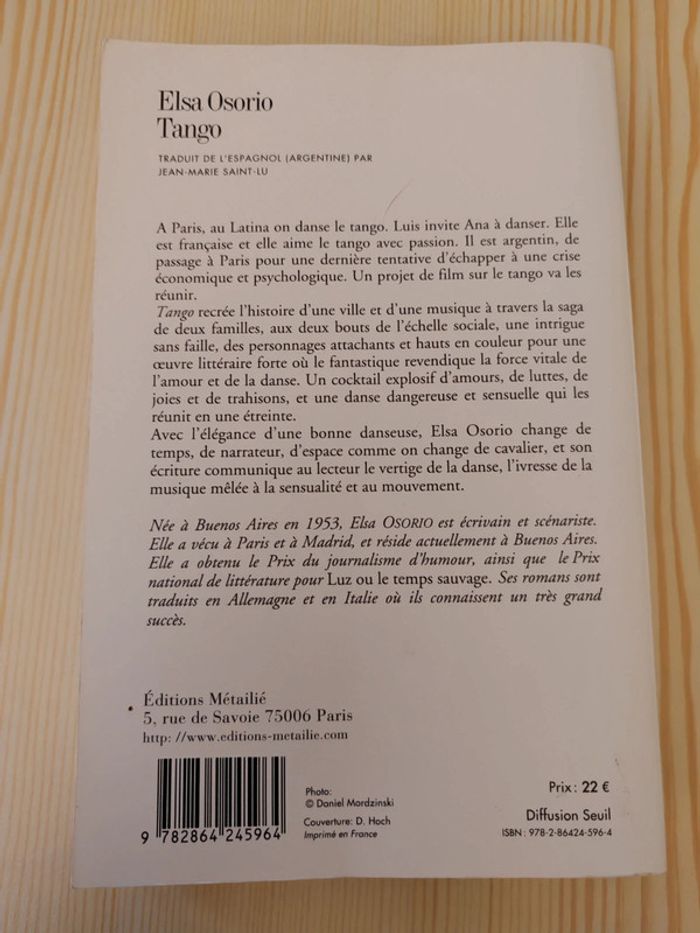 Elsa Osorio
Tango
TRADUIT DE L'ESPAGNOL (ARGENTINE) PAR
JEAN-MARIE SAINT-LU
A Paris, au Latina on danse le tango. Luis invite Ana à danser. Elle
est française et elle aime le tango avec passion. Il est argentin, de
passage à Paris pour une dernière tentative d'échapper à une crise
économique et psychologique. Un projet de film sur le tango va les
réunir.
Tango recrée l'histoire d'une ville et d'une musique à travers la saga
de deux familles, aux deux bouts de l'échelle sociale, une intrigue
sans faille, des personnages attachants et hauts en couleur pour une
œuvre littéraire forte où le fantastique revendique la force vitale de
l'amour et de la danse. Un cocktail explosif d'amours, de luttes, de
joies et de trahisons, et une danse dangereuse et sensuelle qui les
réunit en une étreinte.
Avec l'élégance d'une bonne danseuse, Elsa Osorio change de
temps, de narrateur, d'espace comme on change de cavalier, et son
écriture communique au lecteur le vertige de la danse, l'ivresse de la
musique mêlée à la sensualité et au mouvement.
Née à Buenos Aires en 1953, Elsa OSORIO est écrivain et scénariste.
Elle a vécu à Paris et à Madrid, et réside actuellement à Buenos Aires.
Elle a obtenu le Prix du journalisme d'humour, ainsi que le Prix
national de littérature pour Luz ou le temps sauvage. Ses romans sont
traduits en Allemagne et en Italie où ils connaissent un très grand
succès.
Éditions Métailié
5, rue de Savoie 75006 Paris
http: //www.editions-metailie.com
9 782864 245964
Photo:
© Daniel Mordzinski
Couverture: D. Hoch
Imprimé en France
Prix: 22 €
Diffusion Seuil
ISBN: 978-2-86424-596-4